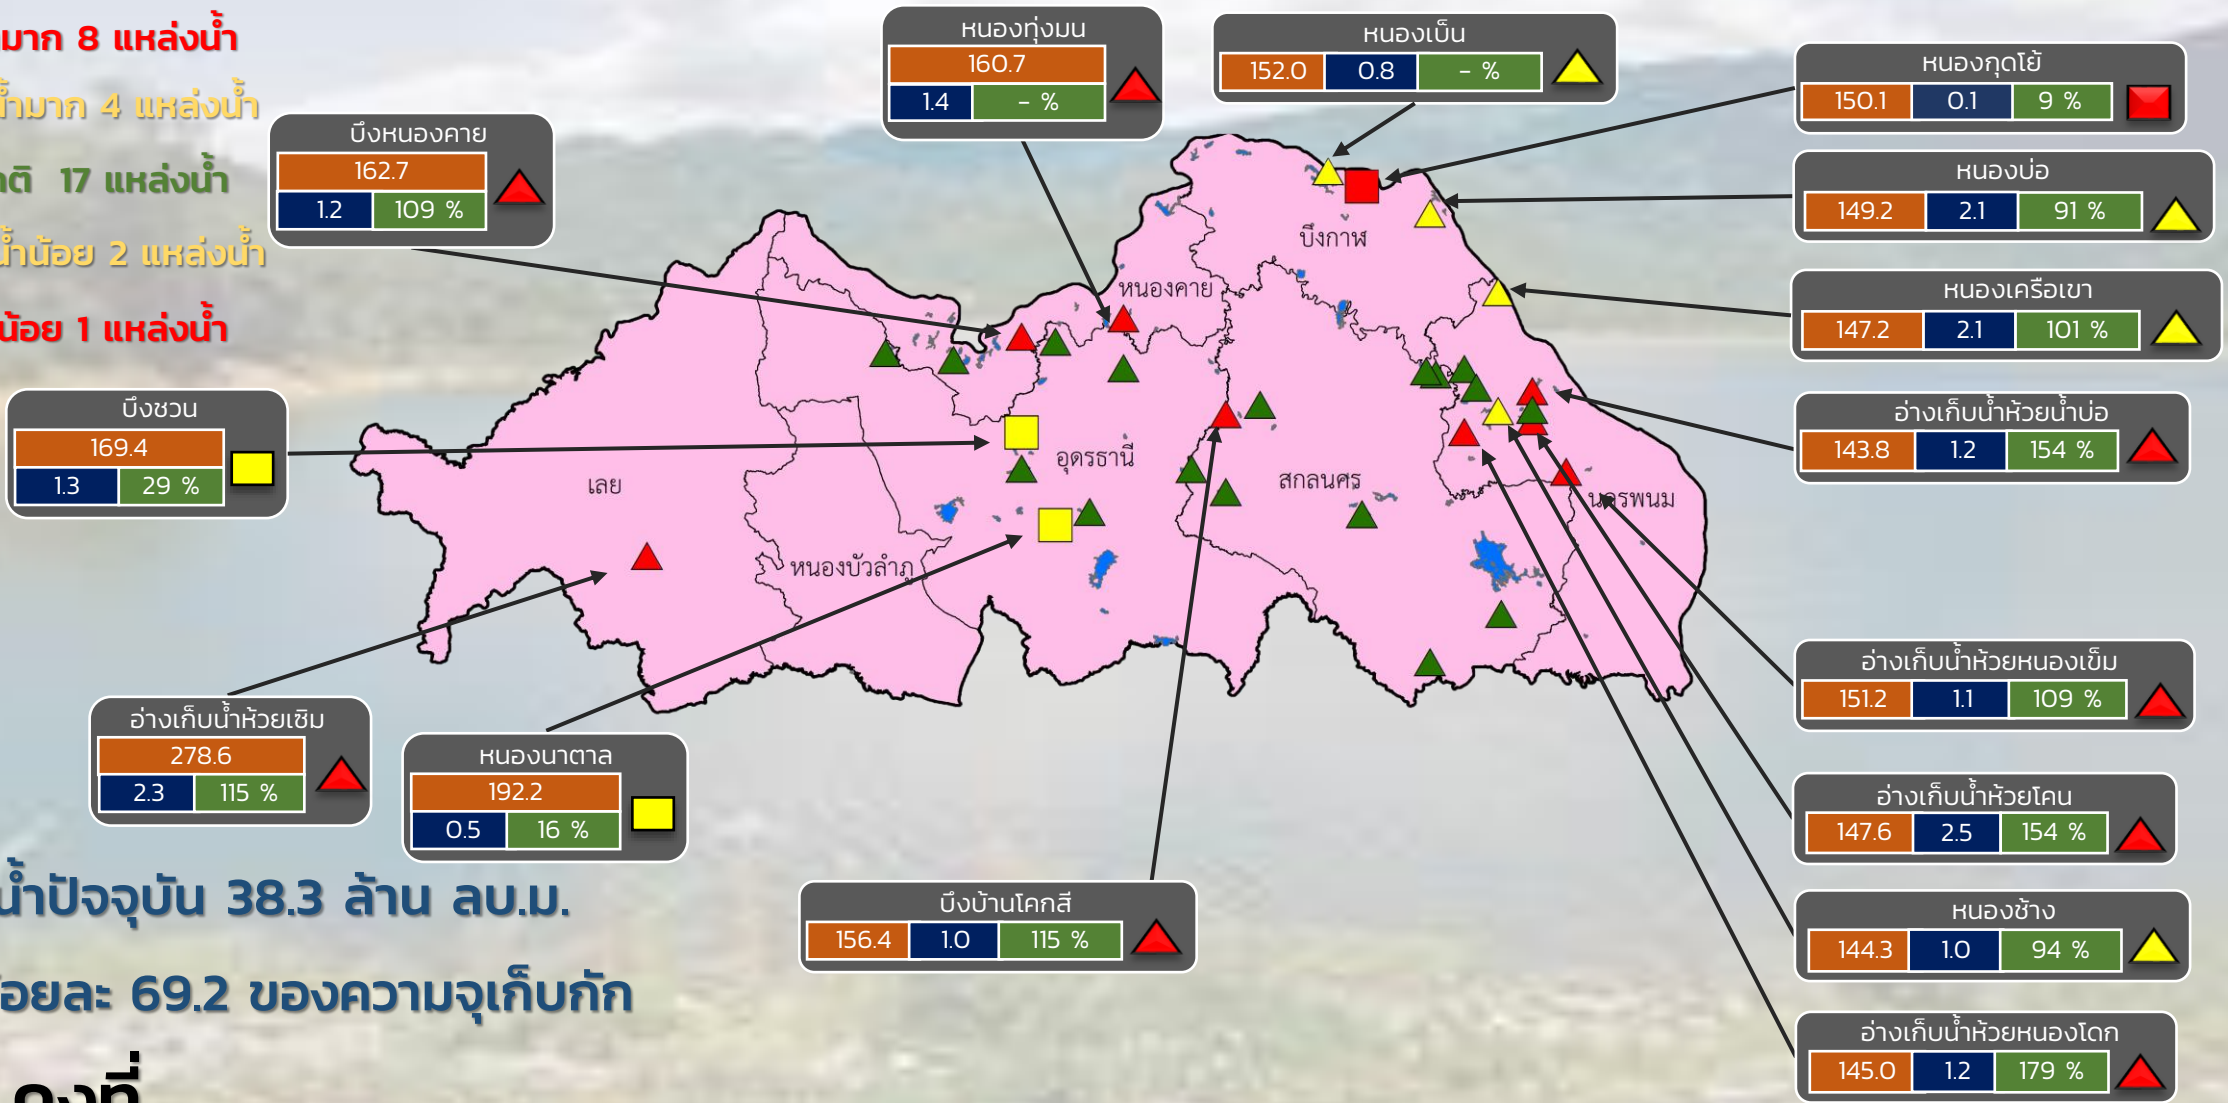 มาก 8 แหล่งน้ำ
น้ำมาก 4 แหล่งน้ำ
17 แหล่งน้ำ
น้ำน้อย 2 แหล่งน้ำ
น้อย 1 แหล่งน้ำ
หนองทุ่งมน
160.7
1.4 - %
หนองเบ็น
152.0 0.8 - %
หนองกุดโย้
150.1 0.1 9 %
บึงหนองคาย
162.7
1.2 109 %
หนองบ่อ
149.2 2.1 91 %
หนองเครือเขา
147.2 2.1 101 %
บึงกาฬ
หนองคาย
บึงชวน
169.4
1.3 29 %
อ่างเก็บน้ำห้วยน้ำบ่อ
143.8 1.2 154 %
เลย
อุดรธานี
สกลนคร
นครพนม
หนองบัวลำภู
อ่างเก็บน้ำห้วยหนองเข็ม
151.2 1.1 109 %
อ่างเก็บน้ำห้วยเซิม
278.6
2.3 115 %
หนองนาตาล
192.2
0.5 16 %
อ่างเก็บน้ำห้วยโคน
147.6 2.5 154 %
บึงบ้านโคกสี
156.4 1.0 115 %
หนองช้าง
144.3 1.0 94 %
อ่างเก็บน้ำห้วยหนองโดก
145.0 1.2 179 %
น้ำปัจจุบัน 38.3 ล้าน ลบ.ม.
ร้อยละ 69.2 ของความจุเก็บกัก
คงที่